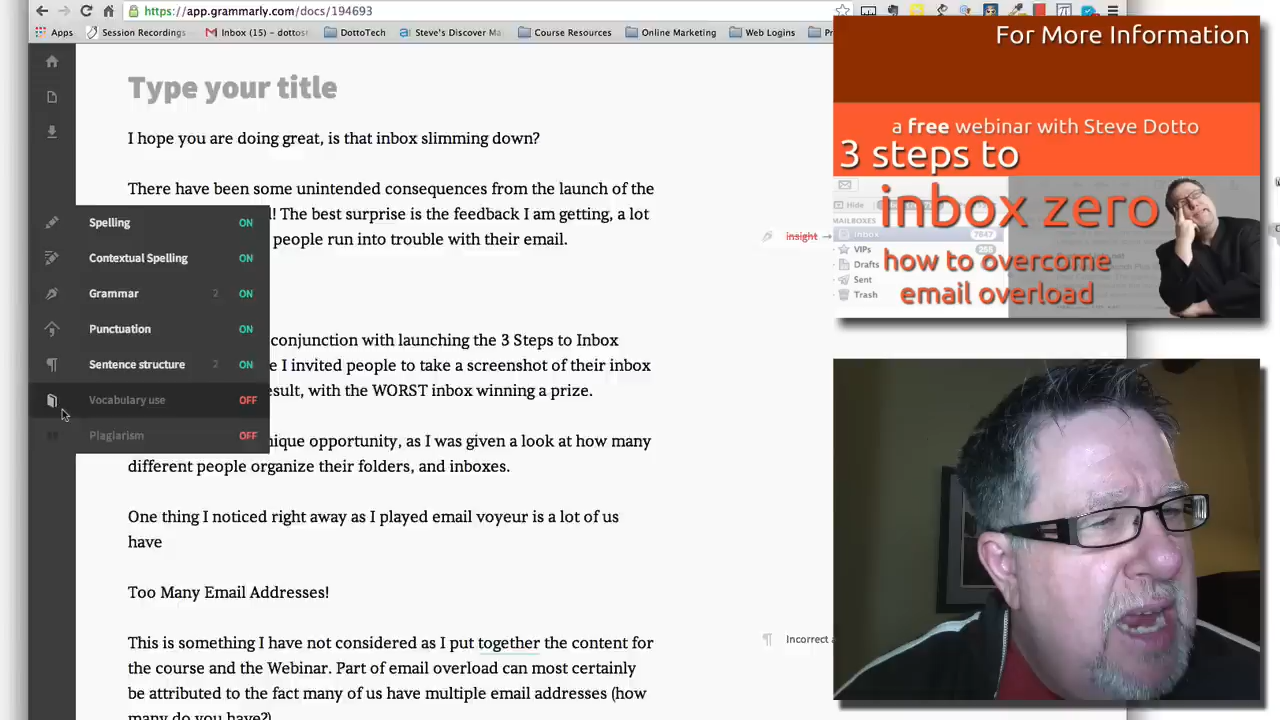 https://app.grammarly.com/docs/194693
Apps
Session Recordings
Inbox (15) – dottos
DottoTech
Steve's Discover Ma
Course Resources
Online Marketing
Web Logins
For More Information
a free webinar with Steve Dotto
3 steps to
inbox zero
how to overcome
email overload
Hide
MAILBOXES
Inbox
7847
VIPs
255
Drafts
Sent
Trash
Type your title
I hope you are doing great, is that inbox slimming down?
There have been some unintended consequences from the launch of the
! The best surprise is the feedback I am getting, a lot
people run into trouble with their email.
insight →
Spelling ON
Contextual Spelling ON
Grammar 2 ON
Punctuation ON
Sentence structure 2 ON
Vocabulary use OFF
Plagiarism OFF
conjunction with launching the 3 Steps to Inbox
e I invited people to take a screenshot of their inbox
esult, with the WORST inbox winning a prize.
nique opportunity, as I was given a look at how many
different people organize their folders, and inboxes.
One thing I noticed right away as I played email voyeur is a lot of us
have
Too Many Email Addresses!
This is something I have not considered as I put together the content for
the course and the Webinar. Part of email overload can most certainly
be attributed to the fact many of us have multiple email addresses (how
many do you have?)
Incorrect